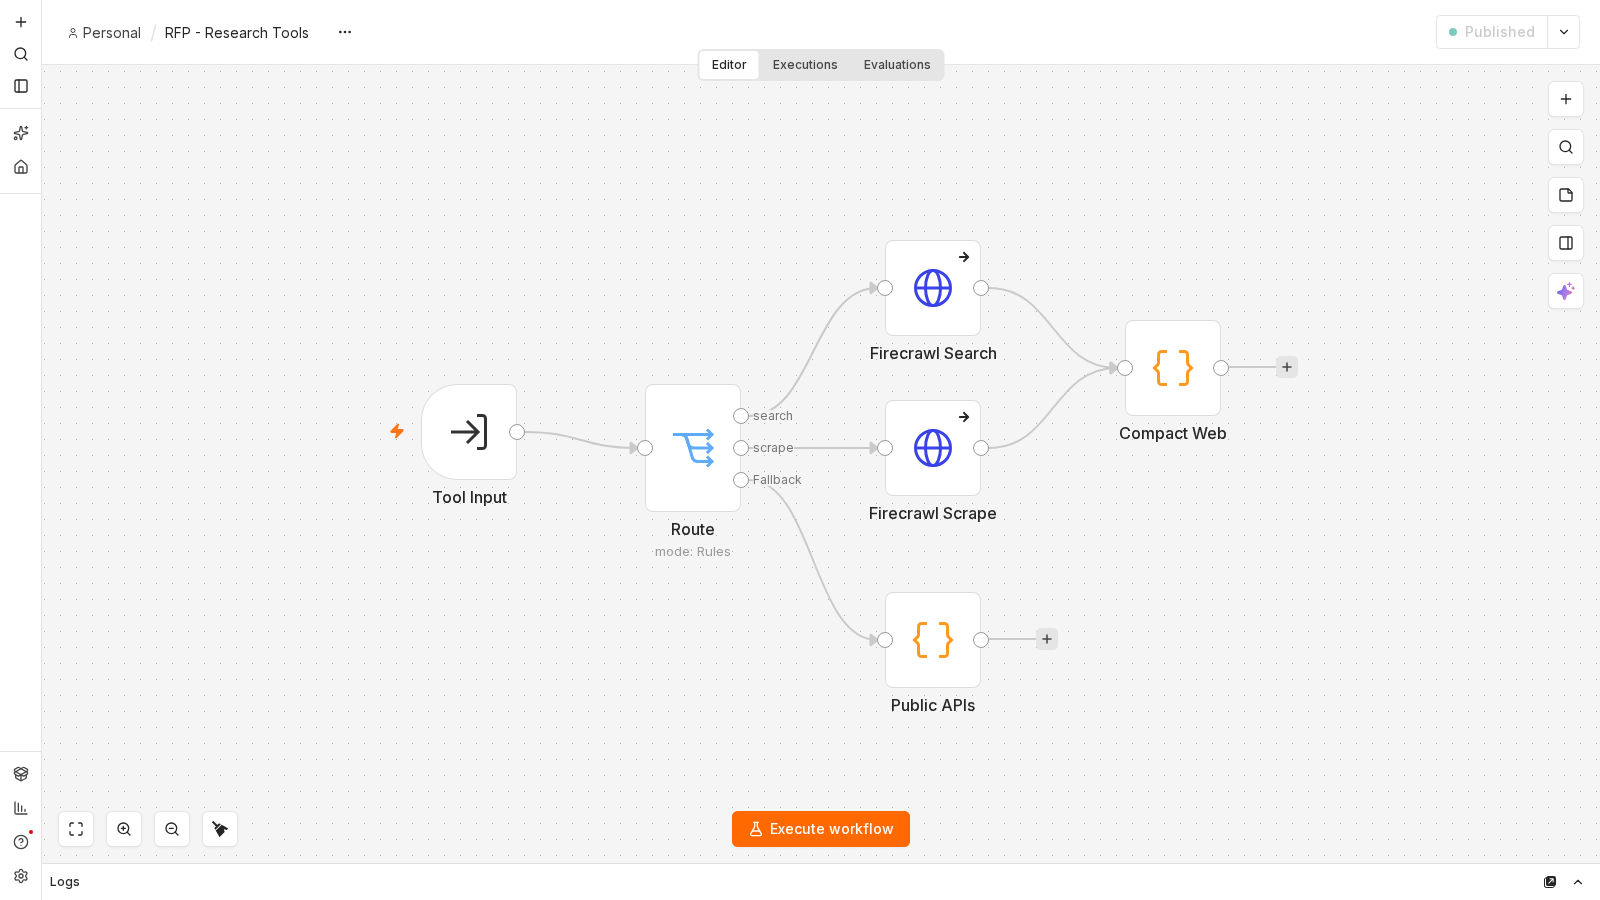 Personal / RFP - Research Tools
Published
Editor Executions Evaluations
Firecrawl Search
Compact Web
search
scrape
Fallback
Tool Input
Firecrawl Scrape
Route
mode: Rules
Public APIs
Execute workflow
Logs